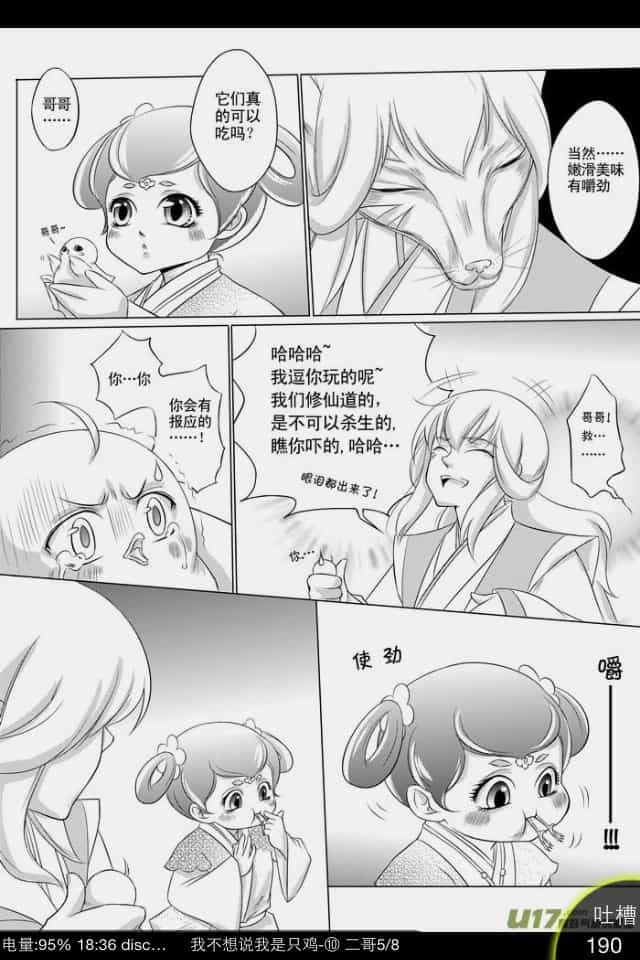 哥哥
……
它们真
的可以
吃吗？
哥哥~
当然……
嫩滑美味
有嚼劲
你…你
你会有
报应的
……！
哈哈哈~
我逗你玩的呢~
我们修仙道的，
是不可以杀生的，
瞧你吓的，哈哈…
眼泪都出来了！
你…
哥哥！
救…
……
使劲
嚼——!!!
U17.com
吐槽
190
电量:95% 18:36 disc… 我不想说我是只鸡-⑩ 二哥5/8